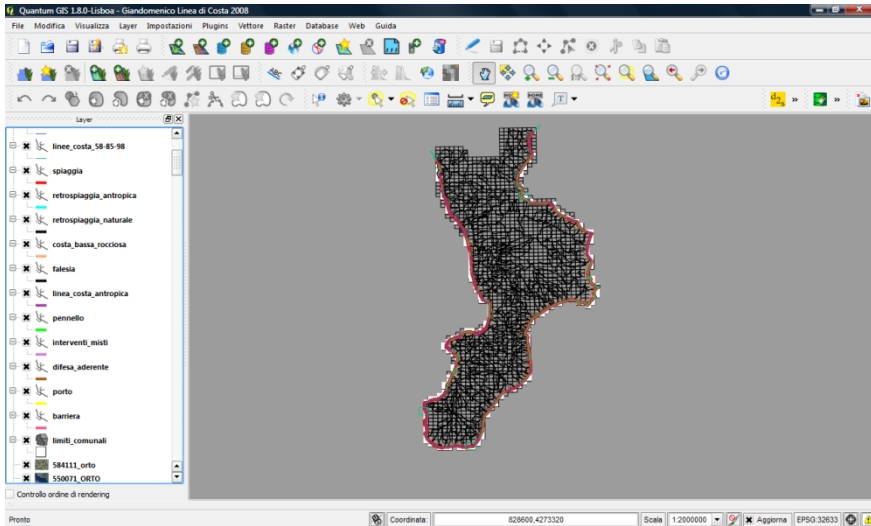 Quantum GIS 1.8.0-Lisboa - Giandomenico Linea di Costa 2008
File Modifica Visualizza Layer Impostazioni Plugins Vettore Raster Database Web Guida
Layer
linee_costa_58-85-98
spiaggia
retrospiaggia_antropica
retrospiaggia_naturale
costa_bassa_rocciosa
falesia
linea_costa_antropica
pennello
interventi_misti
difesa_aderente
porto
barriera
limiti_comunali
584111_orto
550071_ORTO
Controllo ordine di rendering
Pronto Coordinata: 828600,4273320 Scala 1:2000000 Aggiorna EPSG:32633